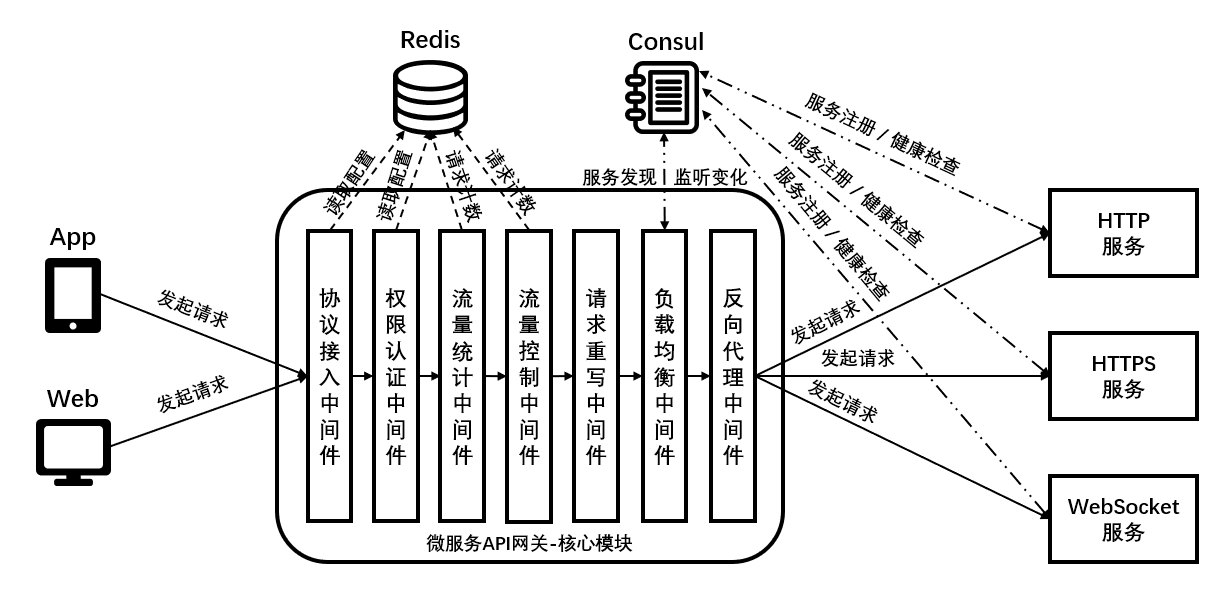 Redis
Consul
读取配置
读取配置
请求计数
请求计数
服务发现
监听变化
服务注册 / 健康检查
服务注册 / 健康检查
服务注册 / 健康检查
App
Web
发起请求
发起请求
协议接入中间件
权限认证中间件
流量统计中间件
流量控制中间件
请求重写中间件
负载均衡中间件
反向代理中间件
微服务API网关-核心模块
发起请求
发起请求
发起请求
HTTP
服务
HTTPS
服务
WebSocket
服务